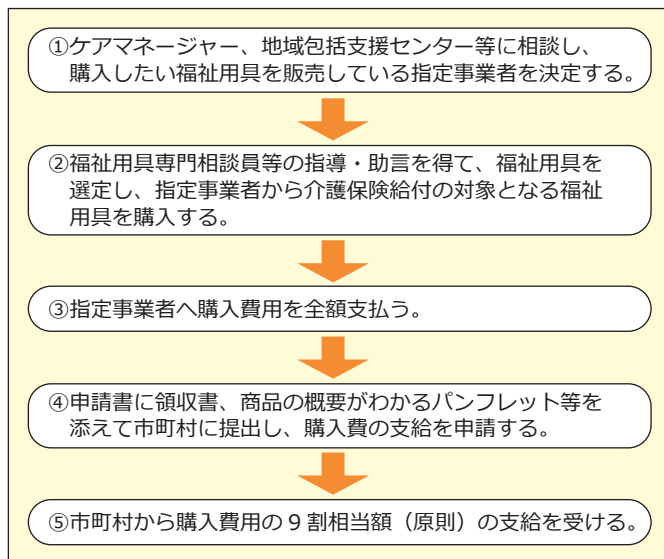 ①ケアマネージャー、地域包括支援センター等に相談し、
購入したい福祉用具を販売している指定事業者を決定する。
②福祉用具専門相談員等の指導・助言を得て、福祉用具を
選定し、指定事業者から介護保険給付の対象となる福祉
用具を購入する。
③指定事業者へ購入費用を全額支払う。
④申請書に領収書、商品の概要がわかるパンフレット等を
添えて市町村に提出し、購入費の支給を申請する。
⑤市町村から購入費用の9割相当額（原則）の支給を受ける。